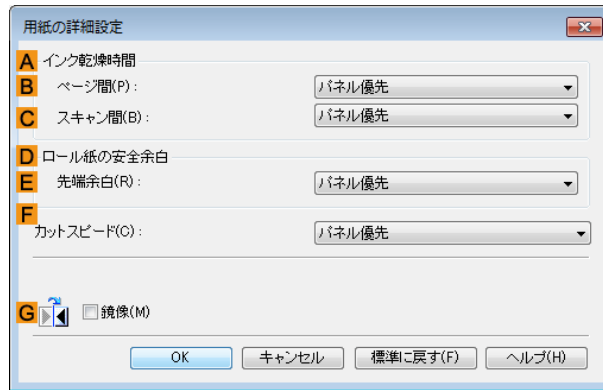 用紙の詳細設定
A インク乾燥時間
B ページ間(P) : パネル優先
C スキャン間(B) : パネル優先
D ロール紙の安全余白
E 先端余白(R) : パネル優先
F
カットスピード(C) : パネル優先
G 鏡像(M)
OK キャンセル 標準に戻す(F) ヘルプ(H)